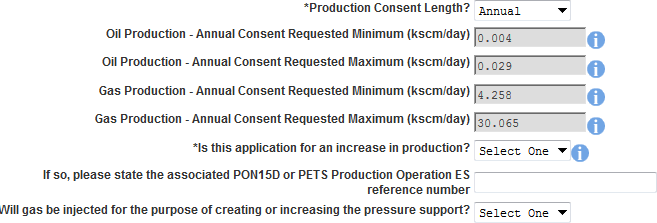 *Production Consent Length? Annual
Oil Production - Annual Consent Requested Minimum (kscm/day) 0.004
Oil Production - Annual Consent Requested Maximum (kscm/day) 0.029
Gas Production - Annual Consent Requested Minimum (kscm/day) 4.258
Gas Production - Annual Consent Requested Maximum (kscm/day) 30.065
*Is this application for an increase in production? Select One
If so, please state the associated PON15D or PETS Production Operation ES
reference number
Will gas be injected for the purpose of creating or increasing the pressure support? Select One